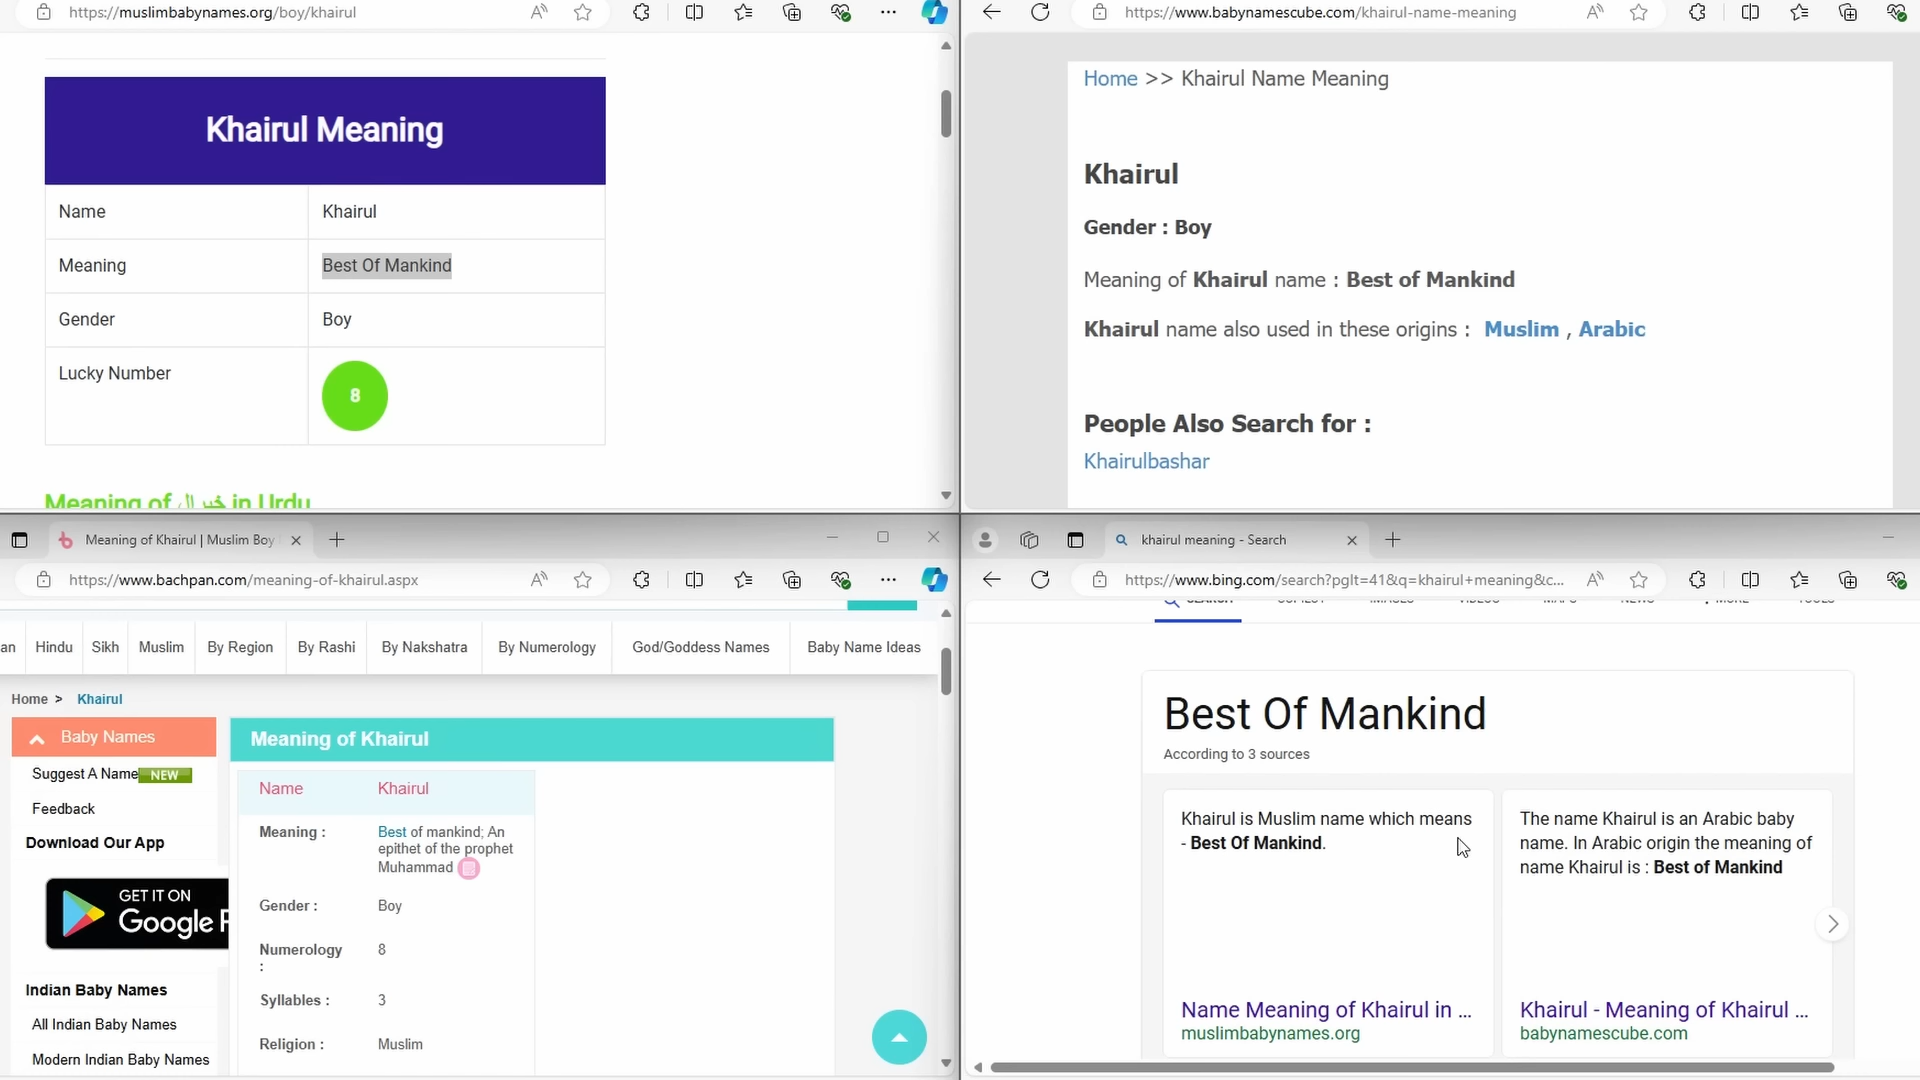 https://muslimbabynames.org/boy/khairul
Khairul Meaning
Name Khairul
Meaning Best Of Mankind
Gender Boy
Lucky Number 8
Meaning of خیر ال in Urdu
https://www.babynamescube.com/khairul-name-meaning
Home >> Khairul Name Meaning
Khairul
Gender : Boy
Meaning of Khairul name : Best of Mankind
Khairul name also used in these origins : Muslim , Arabic
People Also Search for :
Khairulbashar
Meaning of Khairul | Muslim Boy
https://www.bachpan.com/meaning-of-khairul.aspx
an Hindu Sikh Muslim By Region By Rashi By Nakshatra By Numerology God/Goddess Names Baby Name Ideas
Home > Khairul
Baby Names
Suggest A Name NEW
Feedback
Download Our App
GET IT ON
Google P
Indian Baby Names
All Indian Baby Names
Modern Indian Baby Names
Meaning of Khairul
Name Khairul
Meaning : Best of mankind; An
epithet of the prophet
Muhammad
Gender : Boy
Numerology 8
:
Syllables : 3
Religion : Muslim
khairul meaning - Search
https://www.bing.com/search?pglt=41&q=khairul+meaning&c...
Best Of Mankind
According to 3 sources
Khairul is Muslim name which means
- Best Of Mankind.
Name Meaning of Khairul in ...
muslimbabynames.org
The name Khairul is an Arabic baby
name. In Arabic origin the meaning of
name Khairul is : Best of Mankind
Khairul - Meaning of Khairul ...
babynamescube.com